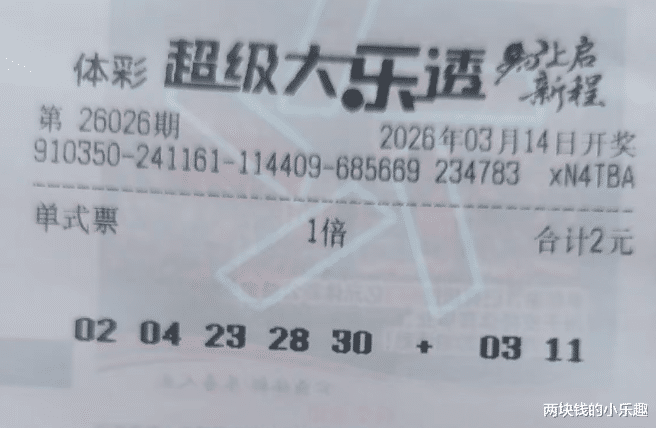 体彩 超级大乐透 马上启
新程
第 26026期 2026年03月14日开奖
910350-241161-114409-685669 234783 xN4TBA
单式票 1倍 合计2元
02 04 23 28 30 + 03 11
两块钱的小乐趣